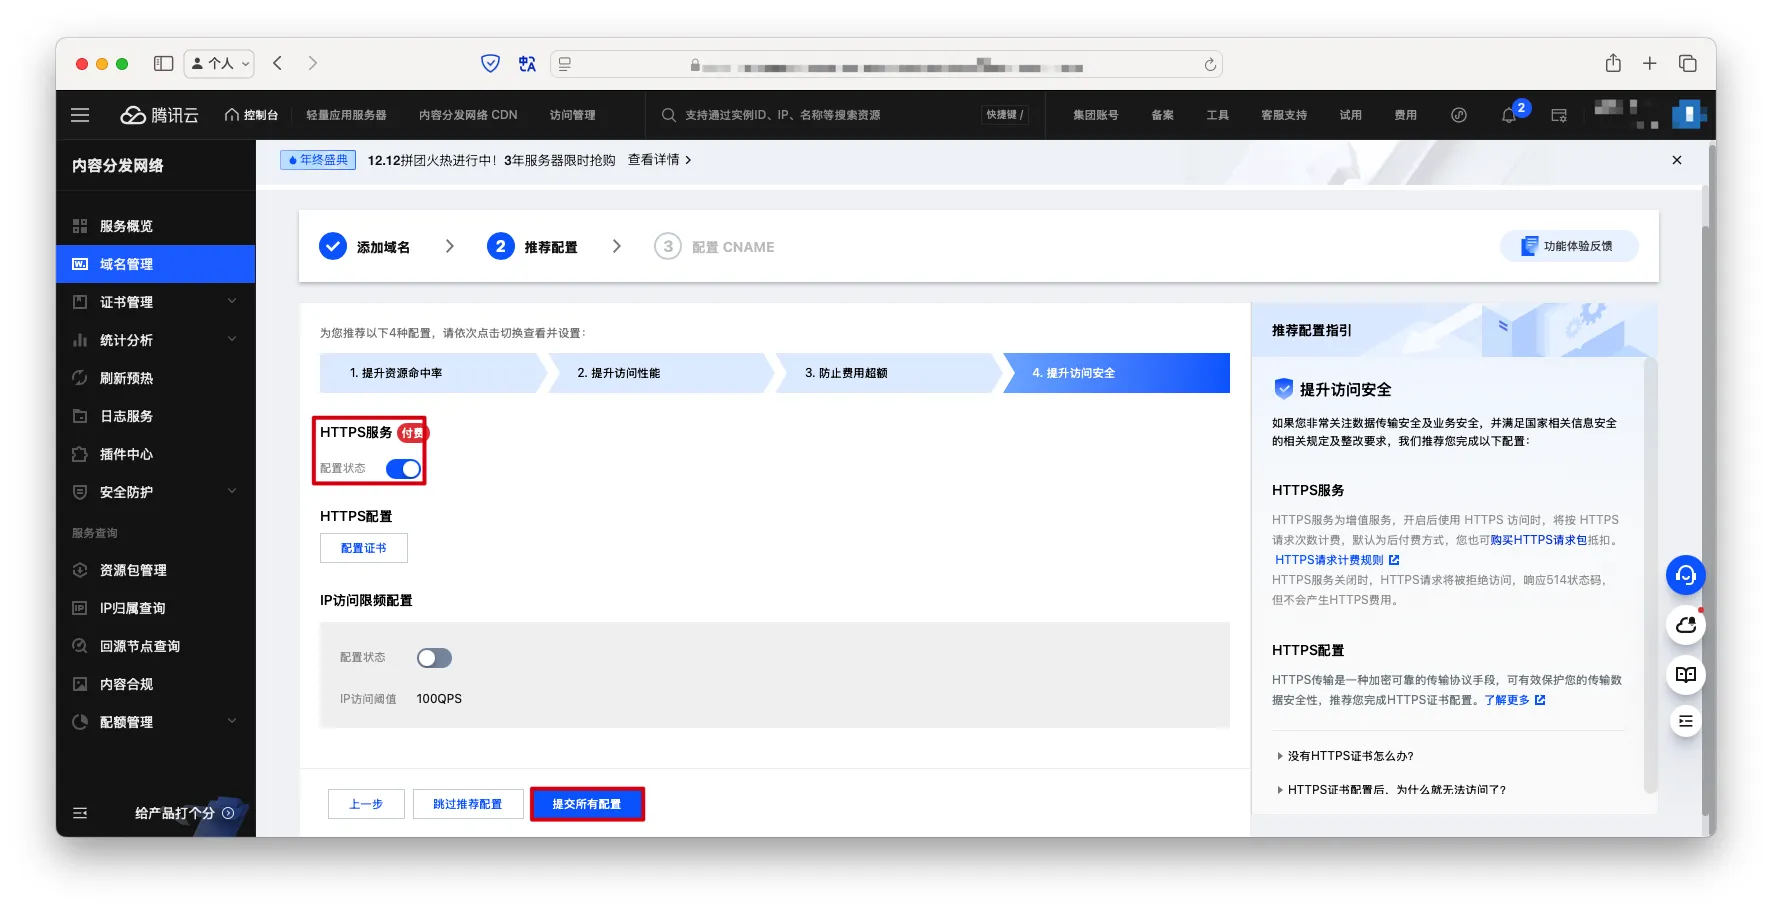 个人
腾讯云
控制台
轻量应用服务器
内容分发网络 CDN
访问管理
支持通过实例ID、IP、名称等搜索资源
快捷键 /
集团账号
备案
工具
客服支持
试用
费用
2
内容分发网络
服务概览
域名管理
证书管理
统计分析
刷新预热
日志服务
插件中心
安全防护
服务查询
资源包管理
IP归属查询
回源节点查询
内容合规
配额管理
给产品打个分
年终盛典
12.12拼团火热进行中！3年服务器限时抢购
查看详情
添加域名
2 推荐配置
3 配置 CNAME
功能体验反馈
为您推荐以下4种配置，请依次点击切换查看并设置：
1. 提升资源命中率
2. 提升访问性能
3. 防止费用超额
4. 提升访问安全
HTTPS服务 付费
配置状态
HTTPS配置
配置证书
IP访问限频配置
配置状态
IP访问阈值 100QPS
上一步
跳过推荐配置
提交所有配置
推荐配置指引
提升访问安全
如果您非常关注数据传输安全及业务安全，并满足国家相关信息安全
的相关规定及整改要求，我们推荐您完成以下配置：
HTTPS服务
HTTPS服务为增值服务，开启后使用 HTTPS 访问时，将按 HTTPS
请求次数计费，默认为后付费方式，您也可购买HTTPS请求包抵扣。
HTTPS请求计费规则
HTTPS服务关闭时，HTTPS请求将被拒绝访问，响应514状态码，
但不会产生HTTPS费用。
HTTPS配置
HTTPS传输是一种加密可靠的传输协议手段，可有效保护您的传输数
据安全性，推荐您完成HTTPS证书配置。了解更多
没有HTTPS证书怎么办？
HTTPS证书配置后，为什么就无法访问了？